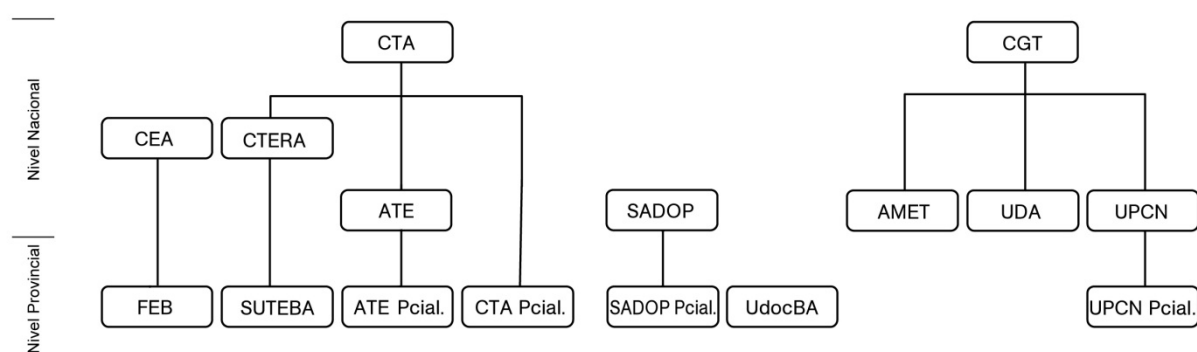 CTA
CGT
Nivel Nacional
CEA
CTERA
ATE
SADOP
AMET
UDA
UPCN
Nivel Provincial
FEB
SUTEBA
ATE Pcial.
CTA Pcial.
SADOP Pcial.
UdocBA
UPCN Pcial.